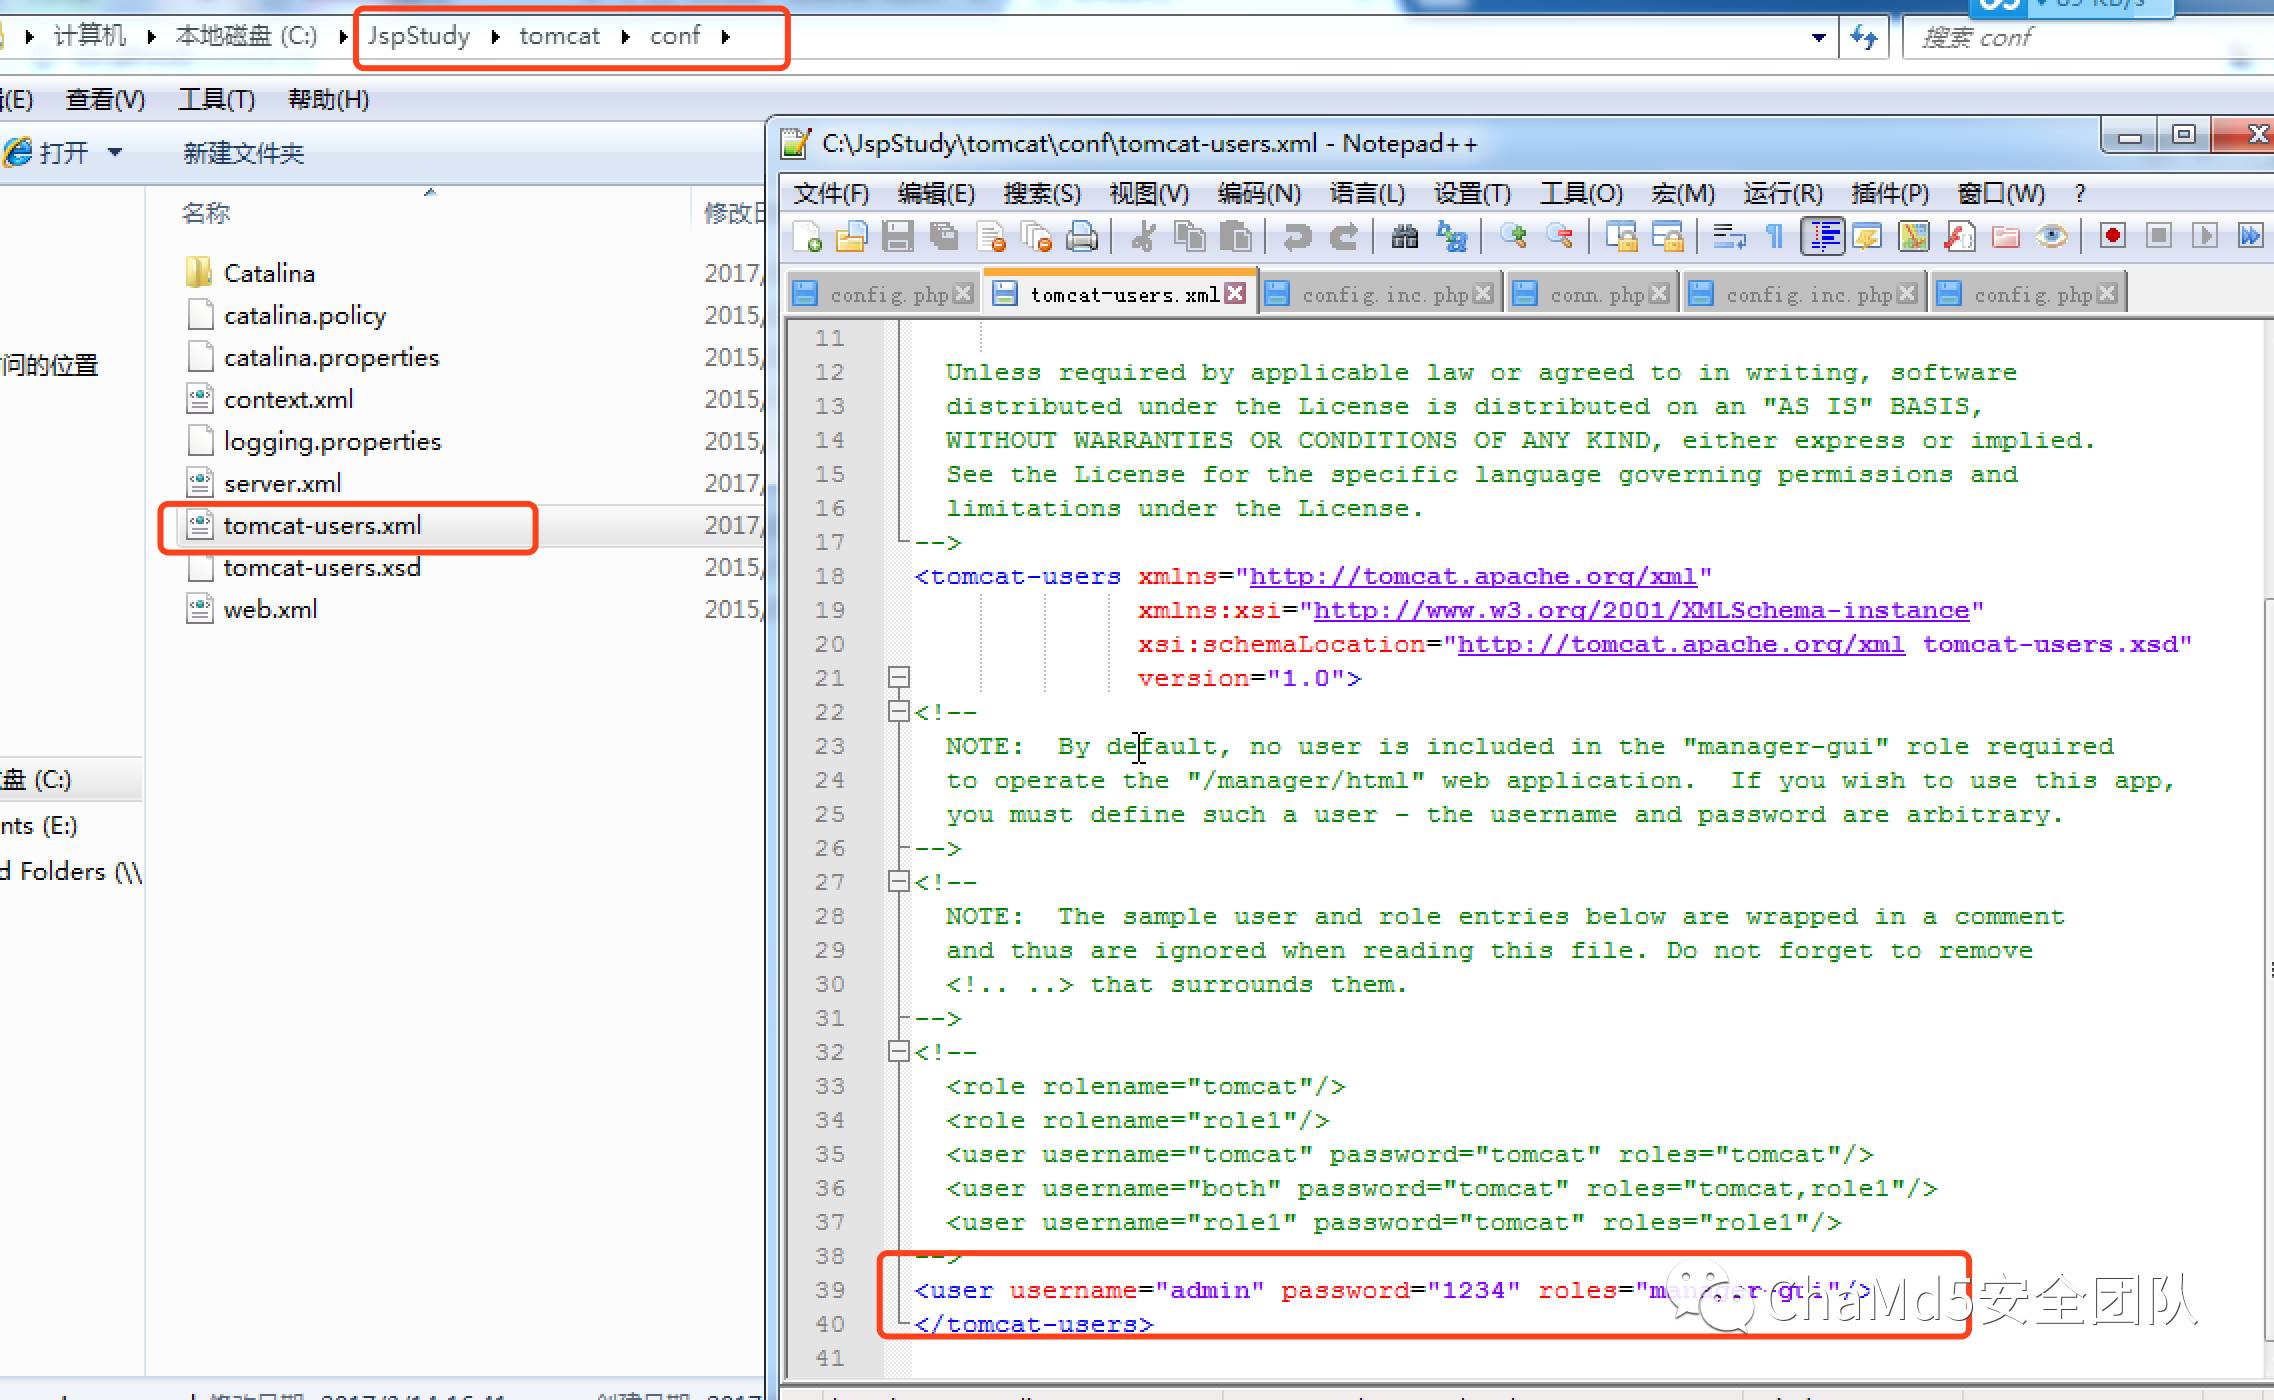 计算机 本地磁盘 (C:) JspStudy tomcat conf
搜索 conf
(E) 查看(V) 工具(T) 帮助(H)
打开 新建文件夹
名称
修改日
Catalina 2017/
catalina.policy 2015/
catalina.properties 2015/
context.xml 2015/
logging.properties 2015/
server.xml 2017/
tomcat-users.xml 2017/
tomcat-users.xsd 2015/
web.xml 2015/
问的位置
盘 (C:)
nts (E:)
d Folders (\\
C:\JspStudy\tomcat\conf\tomcat-users.xml - Notepad++
文件(F) 编辑(E) 搜索(S) 视图(V) 编码(N) 语言(L) 设置(T) 工具(O) 宏(M) 运行(R) 插件(P) 窗口(W) ?
config.php tomcat-users.xml config.inc.php conn.php config.inc.php config.php
11
12 Unless required by applicable law or agreed to in writing, software
13 distributed under the License is distributed on an "AS IS" BASIS,
14 WITHOUT WARRANTIES OR CONDITIONS OF ANY KIND, either express or implied.
15 See the License for the specific language governing permissions and
16 limitations under the License.
17 -->
18 <tomcat-users xmlns="http://tomcat.apache.org/xml"
19 xmlns:xsi="http://www.w3.org/2001/XMLSchema-instance"
20 xsi:schemaLocation="http://tomcat.apache.org/xml tomcat-users.xsd"
21 version="1.0">
22 <!--
23 NOTE:  By default, no user is included in the "manager-gui" role required
24 to operate the "/manager/html" web application.  If you wish to use this app,
25 you must define such a user - the username and password are arbitrary.
26 -->
27 <!--
28 NOTE:  The sample user and role entries below are wrapped in a comment
29 and thus are ignored when reading this file. Do not forget to remove
30 <!.. ..> that surrounds them.
31 -->
32 <!--
33 <role rolename="tomcat"/>
34 <role rolename="role1"/>
35 <user username="tomcat" password="tomcat" roles="tomcat"/>
36 <user username="both" password="tomcat" roles="tomcat,role1"/>
37 <user username="role1" password="tomcat" roles="role1"/>
38 -->
39 <user username="admin" password="1234" roles="manager-gui"/>
40 </tomcat-users>
41
ChaMd5安全团队